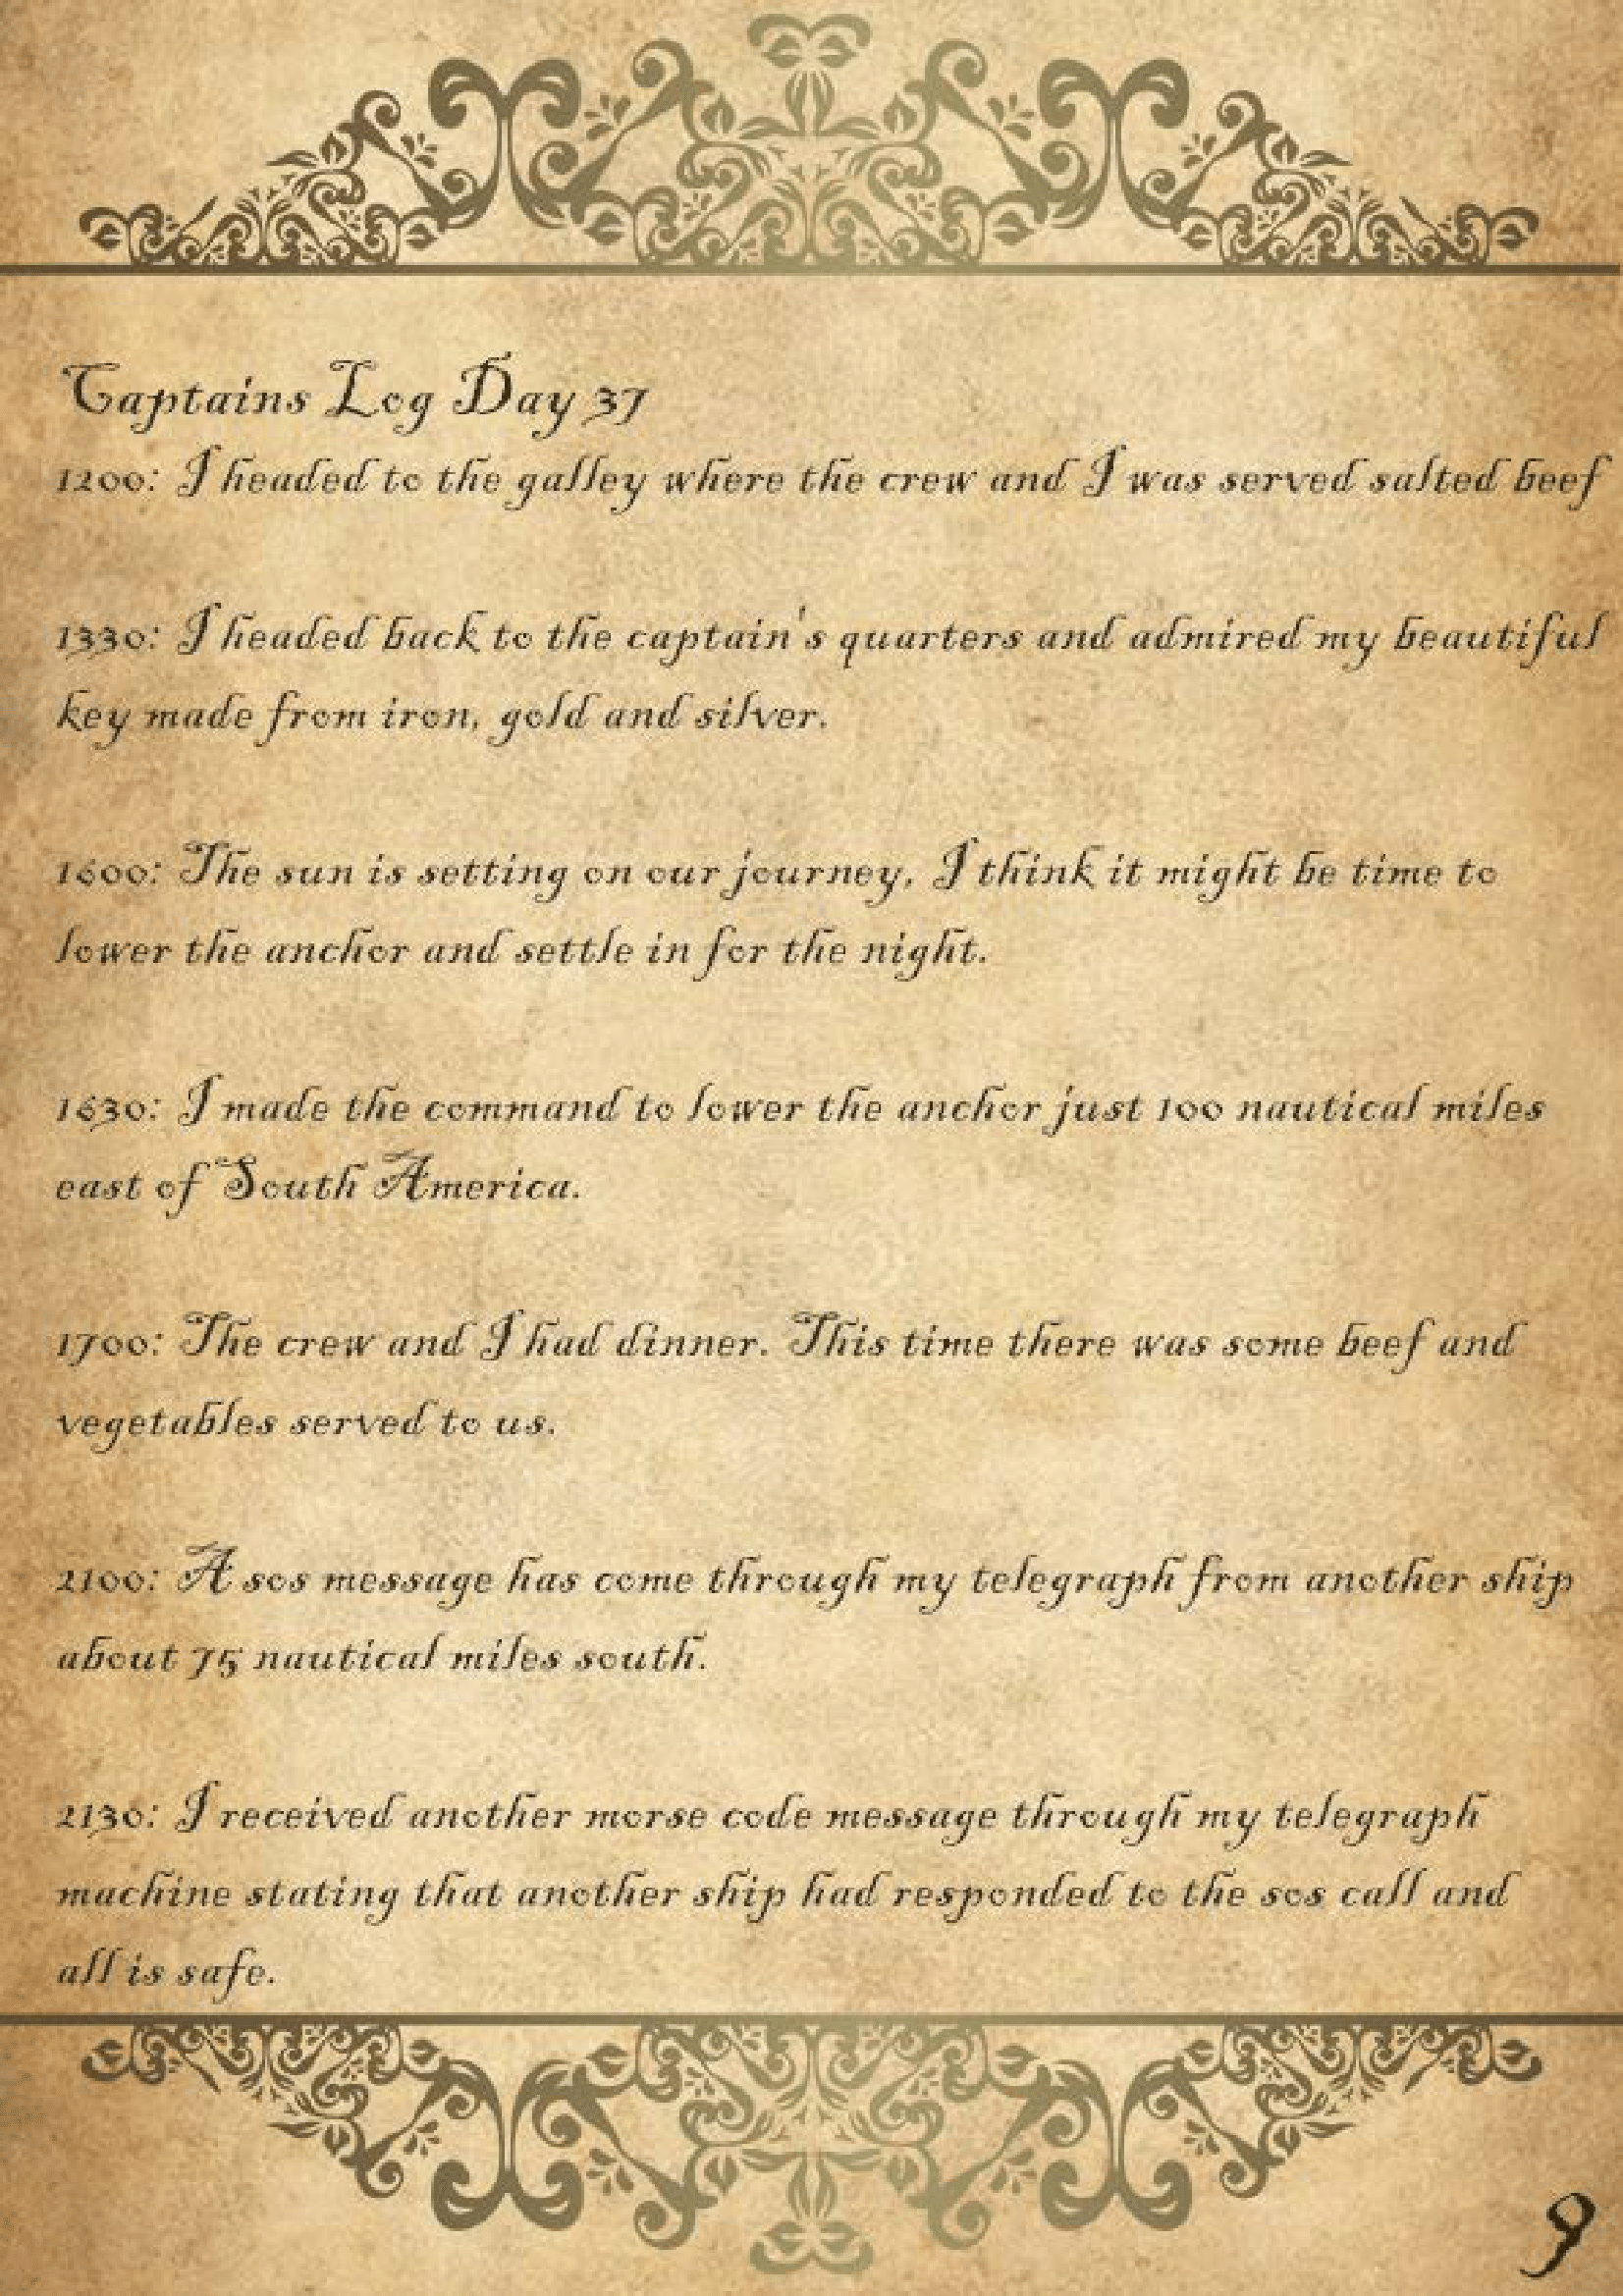 Captains Log Day 37
1200: I headed to the galley where the crew and I was served salted beef
1330: I headed back to the captain's quarters and admired my beautiful
key made from iron, gold and silver.
1600: The sun is setting on our journey, I think it might be time to
lower the anchor and settle in for the night.
1630: I made the command to lower the anchor just 100 nautical miles
east of South America.
1700: The crew and I had dinner. This time there was some beef and
vegetables served to us.
2100: A sos message has come through my telegraph from another ship
about 75 nautical miles south.
2130: I received another morse code message through my telegraph
machine stating that another ship had responded to the sos call and
all is safe.
9